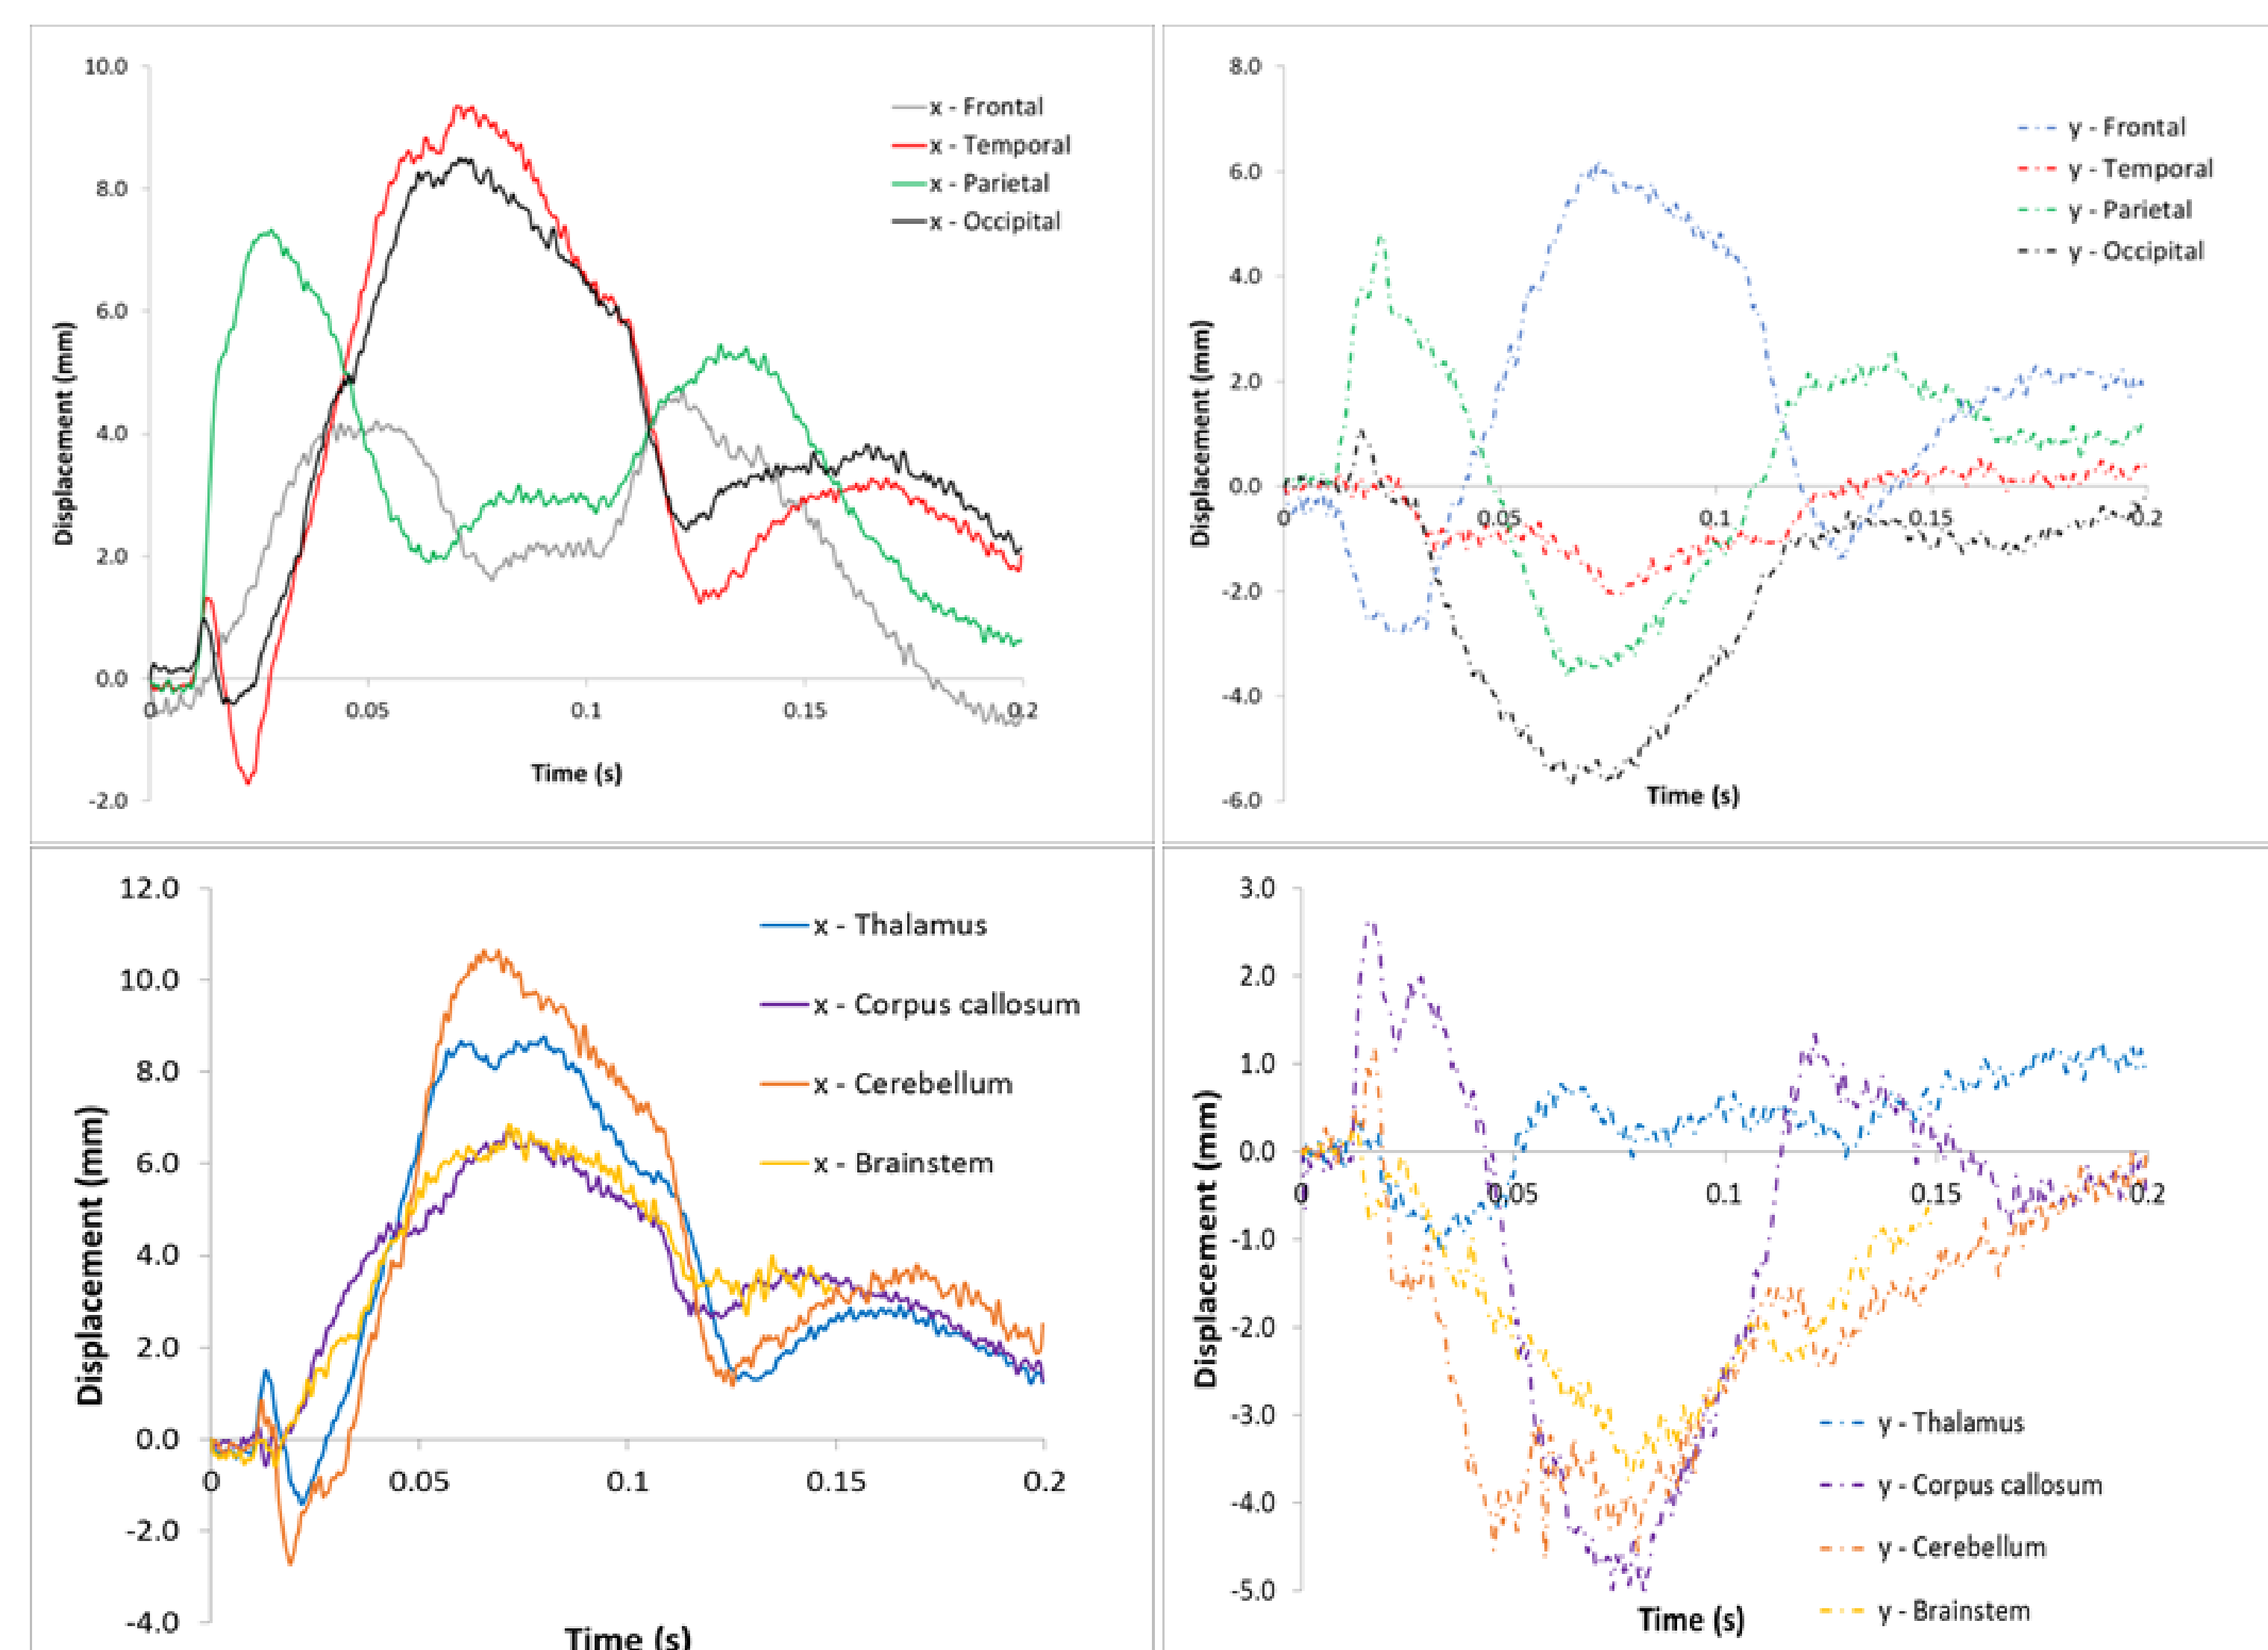 10.0
8.0
6.0
4.0
2.0
0.0
-2.0
Displacement (mm)
0
0.05
0.1
0.15
0.2
Time (s)
x - Frontal
x - Temporal
x - Parietal
x - Occipital
8.0
6.0
4.0
2.0
0.0
-2.0
-4.0
-6.0
Displacement (mm)
0
0.05
0.1
0.15
0.2
Time (s)
y - Frontal
y - Temporal
y - Parietal
y - Occipital
12.0
10.0
8.0
6.0
4.0
2.0
0.0
-2.0
-4.0
Displacement (mm)
0
0.05
0.1
0.15
0.2
Time (s)
x - Thalamus
x - Corpus callosum
x - Cerebellum
x - Brainstem
3.0
2.0
1.0
0.0
-1.0
-2.0
-3.0
-4.0
-5.0
Displacement (mm)
0
0.05
0.1
0.15
0.2
Time (s)
y - Thalamus
y - Corpus callosum
y - Cerebellum
y - Brainstem